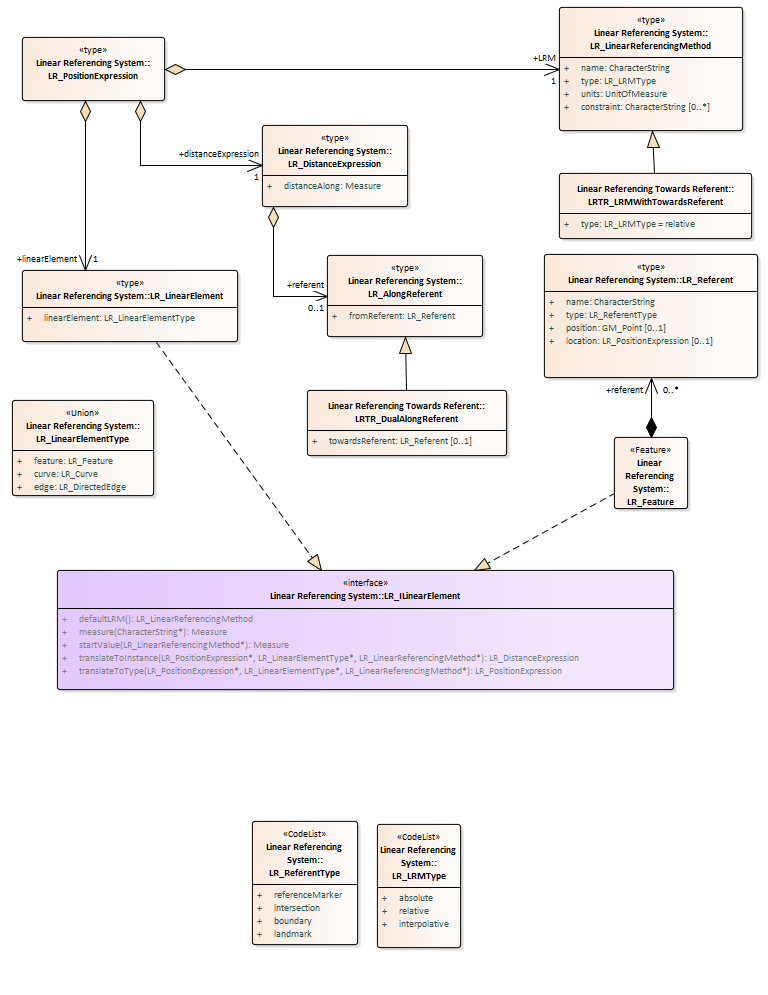 «type»
Linear Referencing System::
LR_PositionExpression
«type»
Linear Referencing System::
LR_LinearReferencingMethod
+ name: CharacterString
+ type: LR_LRMType
+ units: UnitOfMeasure
+ constraint: CharacterString [0..*]
+LRM
1
«type»
Linear Referencing System::
LR_DistanceExpression
+ distanceAlong: Measure
+distanceExpression
1
Linear Referencing Towards Referent::
LRTR_LRMWithTowardsReferent
+ type: LR_LRMType = relative
+linearElement
1
«type»
Linear Referencing System::LR_LinearElement
+ linearElement: LR_LinearElementType
+referent
0..1
«type»
Linear Referencing System::
LR_AlongReferent
+ fromReferent: LR_Referent
«type»
Linear Referencing System::LR_Referent
+ name: CharacterString
+ type: LR_ReferentType
+ position: GM_Point [0..1]
+ location: LR_PositionExpression [0..1]
+referent
0..*
«Union»
Linear Referencing System::
LR_LinearElementType
+ feature: LR_Feature
+ curve: LR_Curve
+ edge: LR_DirectedEdge
Linear Referencing Towards Referent::
LRTR_DualAlongReferent
+ towardsReferent: LR_Referent [0..1]
«Feature»
Linear
Referencing
System::
LR_Feature
«interface»
Linear Referencing System::LR_ILinearElement
+ defaultLRM(): LR_LinearReferencingMethod
+ measure(CharacterString*): Measure
+ startValue(LR_LinearReferencingMethod*): Measure
+ translateToInstance(LR_PositionExpression*, LR_LinearElementType*, LR_LinearReferencingMethod*): LR_DistanceExpression
+ translateToType(LR_PositionExpression*, LR_LinearElementType*, LR_LinearReferencingMethod*): LR_PositionExpression
«CodeList»
Linear Referencing
System::
LR_ReferentType
+ referenceMarker
+ intersection
+ boundary
+ landmark
«CodeList»
Linear Referencing
System::
LR_LRMType
+ absolute
+ relative
+ interpolative